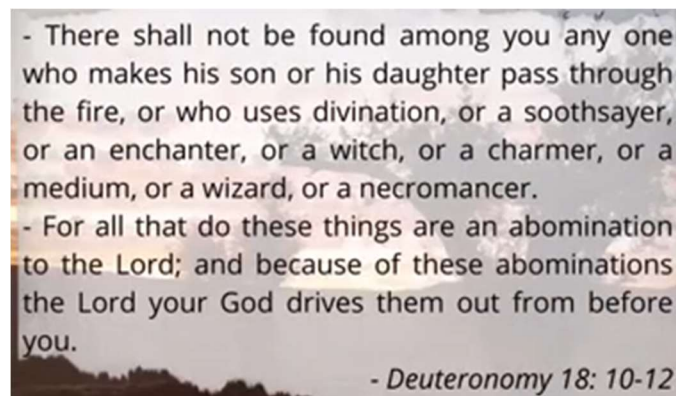 - There shall not be found among you any one
who makes his son or his daughter pass through
the fire, or who uses divination, or a soothsayer,
or an enchanter, or a witch, or a charmer, or a
medium, or a wizard, or a necromancer.
- For all that do these things are an abomination
to the Lord; and because of these abominations
the Lord your God drives them out from before
you.
- Deuteronomy 18: 10-12